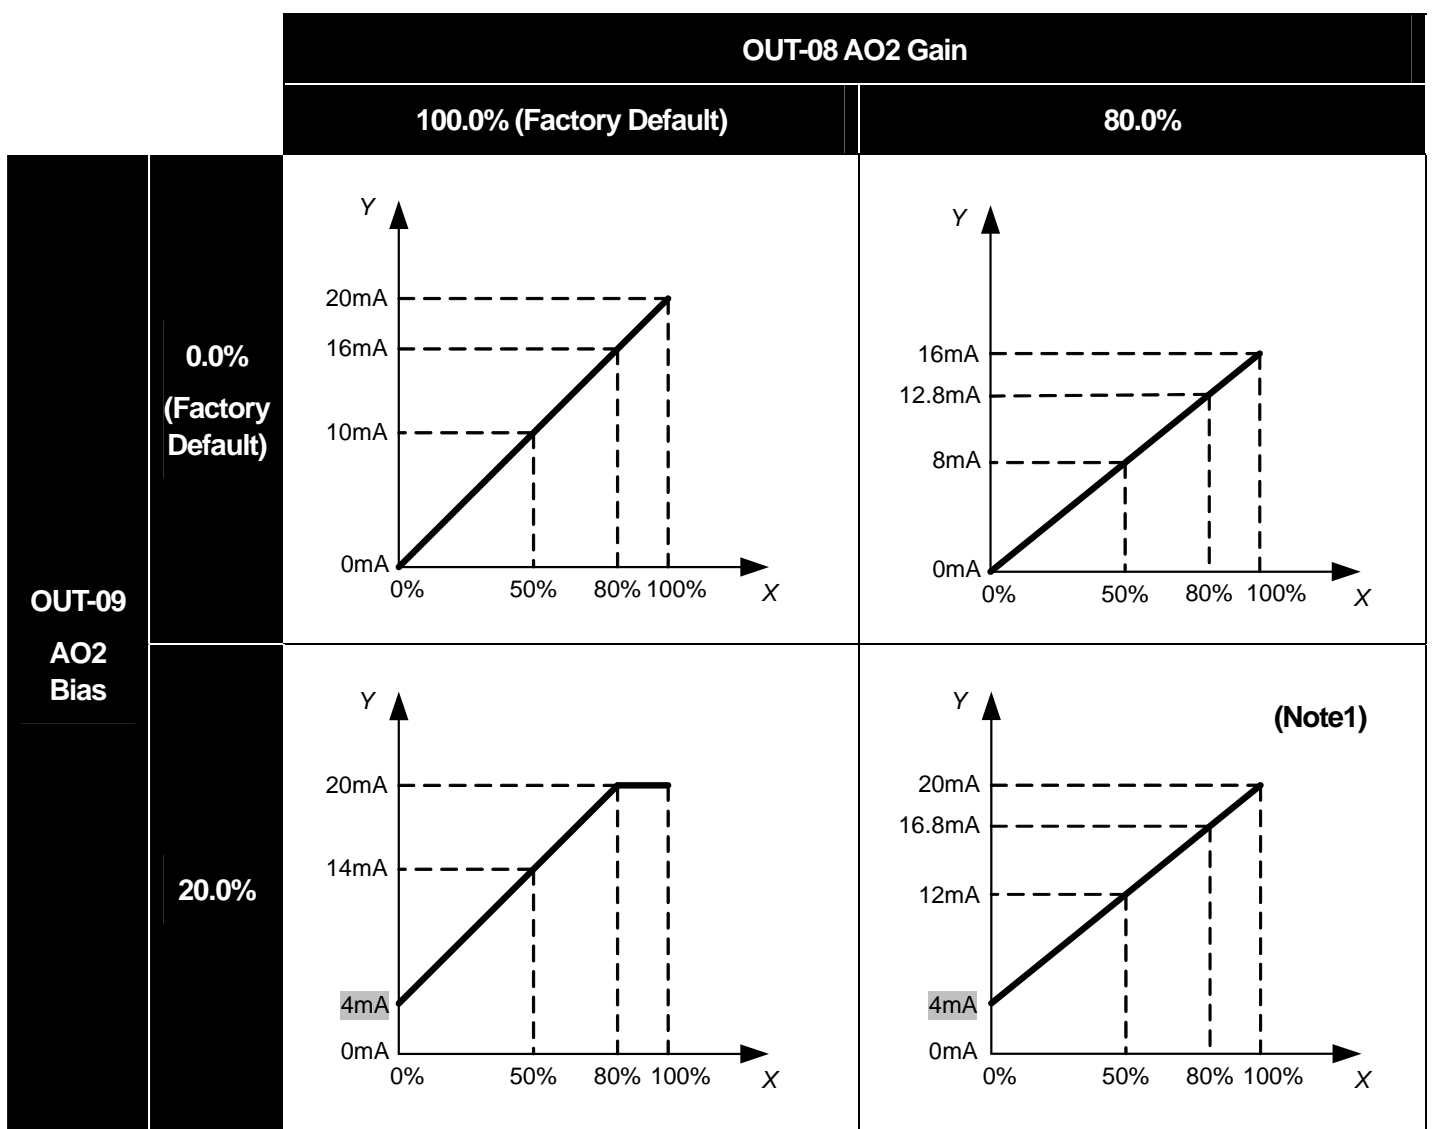 OUT-08 AO2 Gain
100.0% (Factory Default)
80.0%
OUT-09
AO2
Bias
0.0%
(Factory
Default)
Y
20mA
16mA
10mA
0mA
0%
50%
80%
100%
X
Y
16mA
12.8mA
8mA
0mA
0%
50%
80%
100%
X
20.0%
Y
20mA
14mA
4mA
0mA
0%
50%
80%
100%
X
Y
(Note1)
20mA
16.8mA
12mA
4mA
0mA
0%
50%
80%
100%
X